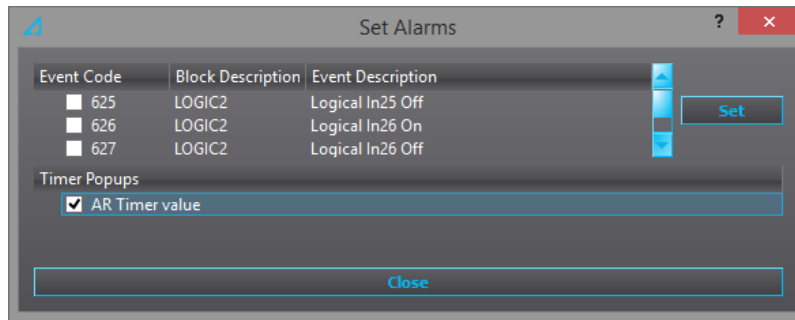 Set Alarms ?
Event Code Block Description Event Description
625 LOGIC2 Logical In25 Off
626 LOGIC2 Logical In26 On
627 LOGIC2 Logical In26 Off
Set
Timer Popups
AR Timer value
Close